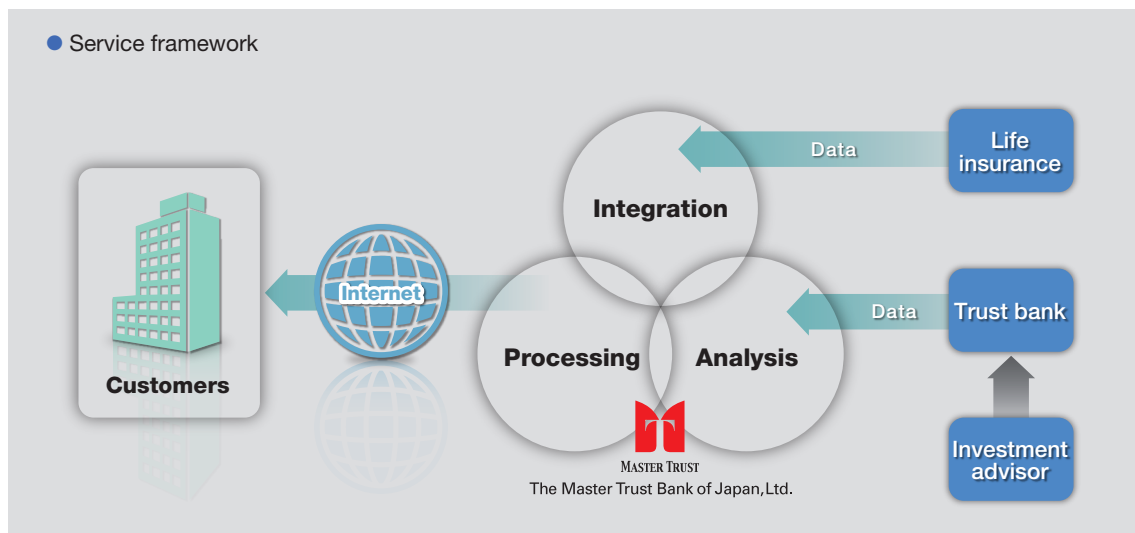 Service framework
Data
Life
insurance
Integration
Internet
Data
Trust bank
Processing
Analysis
Customers
Investment
advisor
MASTER TRUST
The Master Trust Bank of Japan,Ltd.